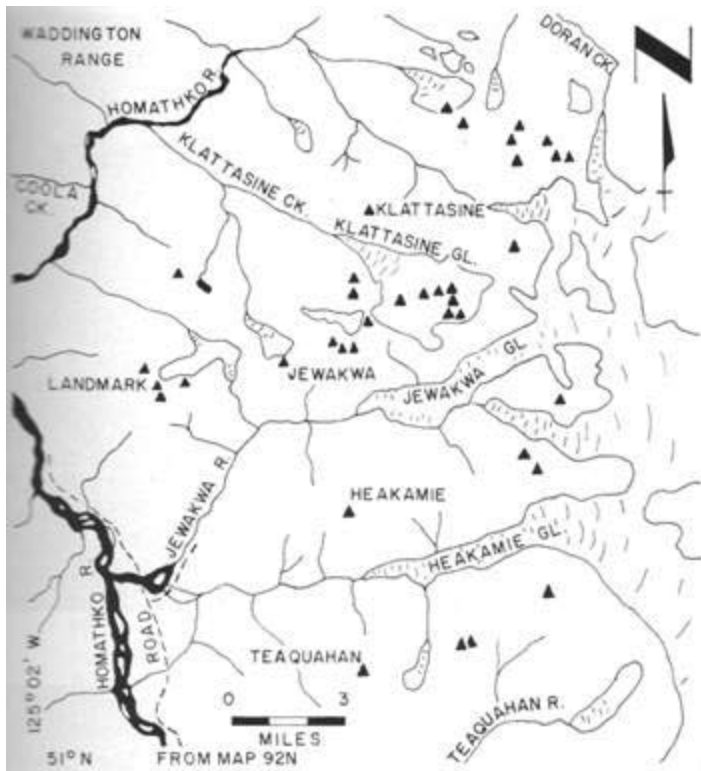 WADDINGTON
RANGE
DORAN CK.
N
HOMATHKO R.
KLATTASINE CK.
COOLA
CK.
KLATTASINE
KLATTASINE GL.
JEWAKWA
JEWAKWA GL
LANDMARK
JEWAKWA R.
HEAKAMIE
HEAKAMIE GL.
HOMATHKO R
ROAD
TEAQUAHAN
125° 02' W
0 3
MILES
TEAQUAHAN R.
51° N FROM MAP 92N